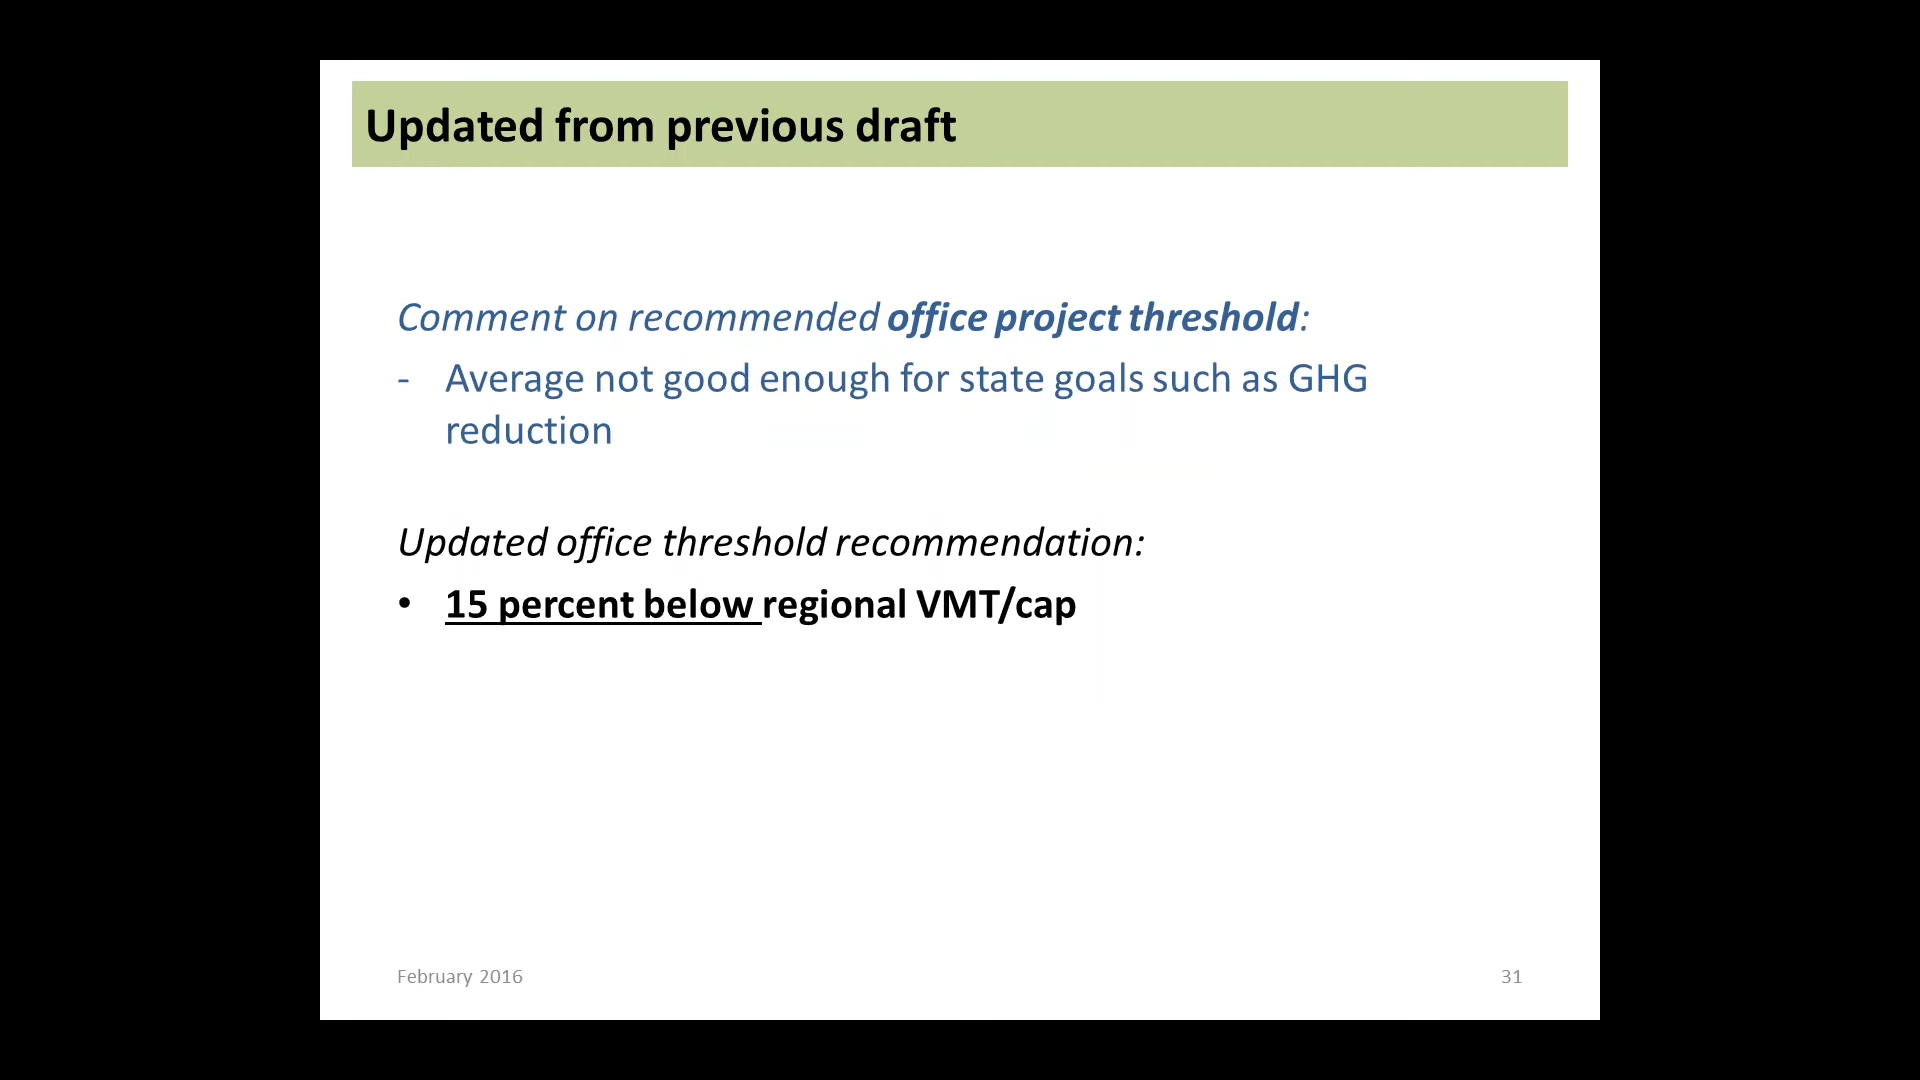 Updated from previous draft
Comment on recommended office project threshold:
- Average not good enough for state goals such as GHG
reduction
Updated office threshold recommendation:
• 15 percent below regional VMT/cap
February 2016
31